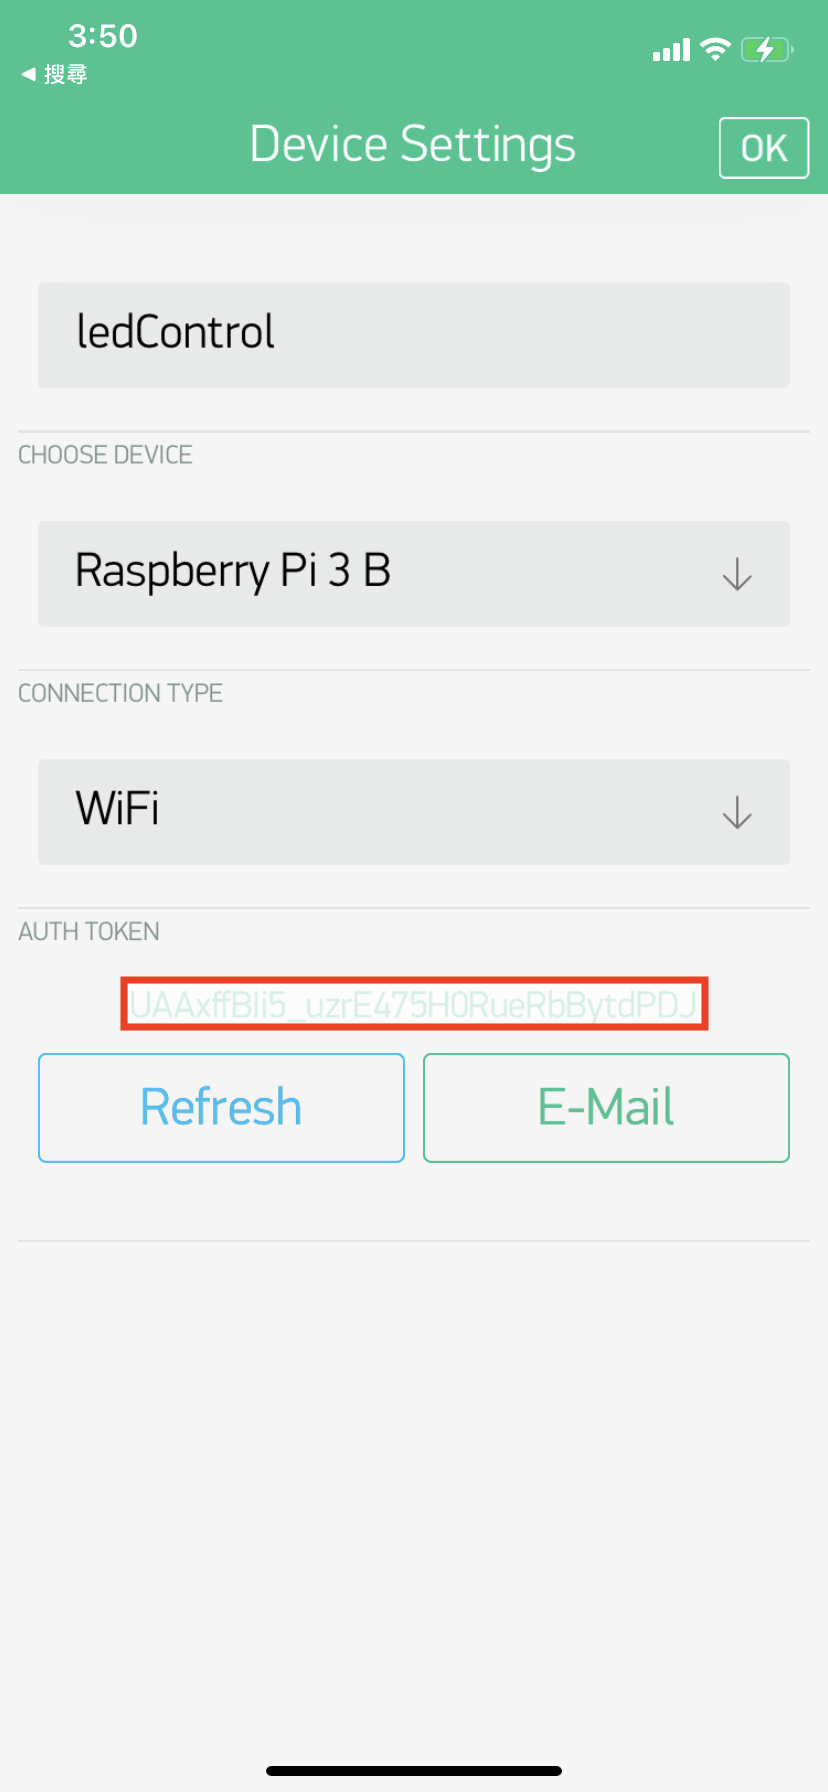 3:50
◀ 搜尋
Device Settings
OK
ledControl
CHOOSE DEVICE
Raspberry Pi 3 B
CONNECTION TYPE
WiFi
AUTH TOKEN
UAAxffBli5_uzrE475H0RueRbBytdPDJ
Refresh
E-Mail